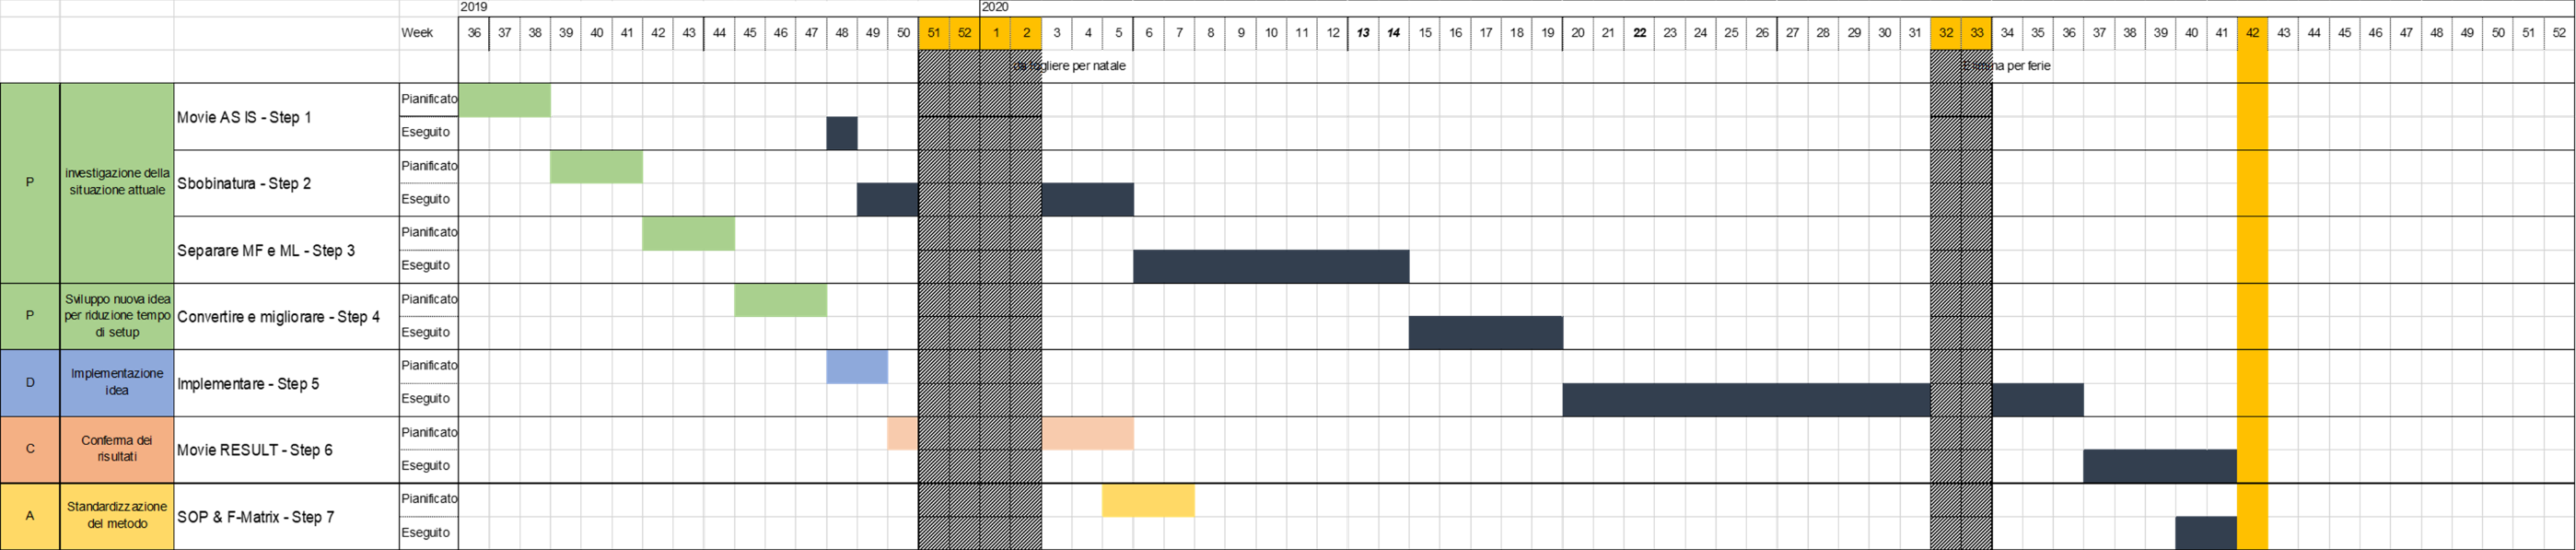 2019 2020
Week 36 37 38 39 40 41 42 43 44 45 46 47 48 49 50 51 52 1 2 3 4 5 6 7 8 9 10 11 12 13 14 15 16 17 18 19 20 21 22 23 24 25 26 27 28 29 30 31 32 33 34 35 36 37 38 39 40 41 42 43 44 45 46 47 48 49 50 51 52
da togliere per natale Elimina per ferie
P
investigazione della
situazione attuale
Movie AS IS - Step 1
Pianificato
Eseguito
Sbobinatura - Step 2
Pianificato
Eseguito
Separare MF e ML - Step 3
Pianificato
Eseguito
P
Sviluppo nuova idea
per riduzione tempo
di setup
Convertire e migliorare - Step 4
Pianificato
Eseguito
D
Implementazione
idea
Implementare - Step 5
Pianificato
Eseguito
C
Conferma dei
risultati
Movie RESULT - Step 6
Pianificato
Eseguito
A
Standardizzazione
del metodo
SOP & F-Matrix - Step 7
Pianificato
Eseguito